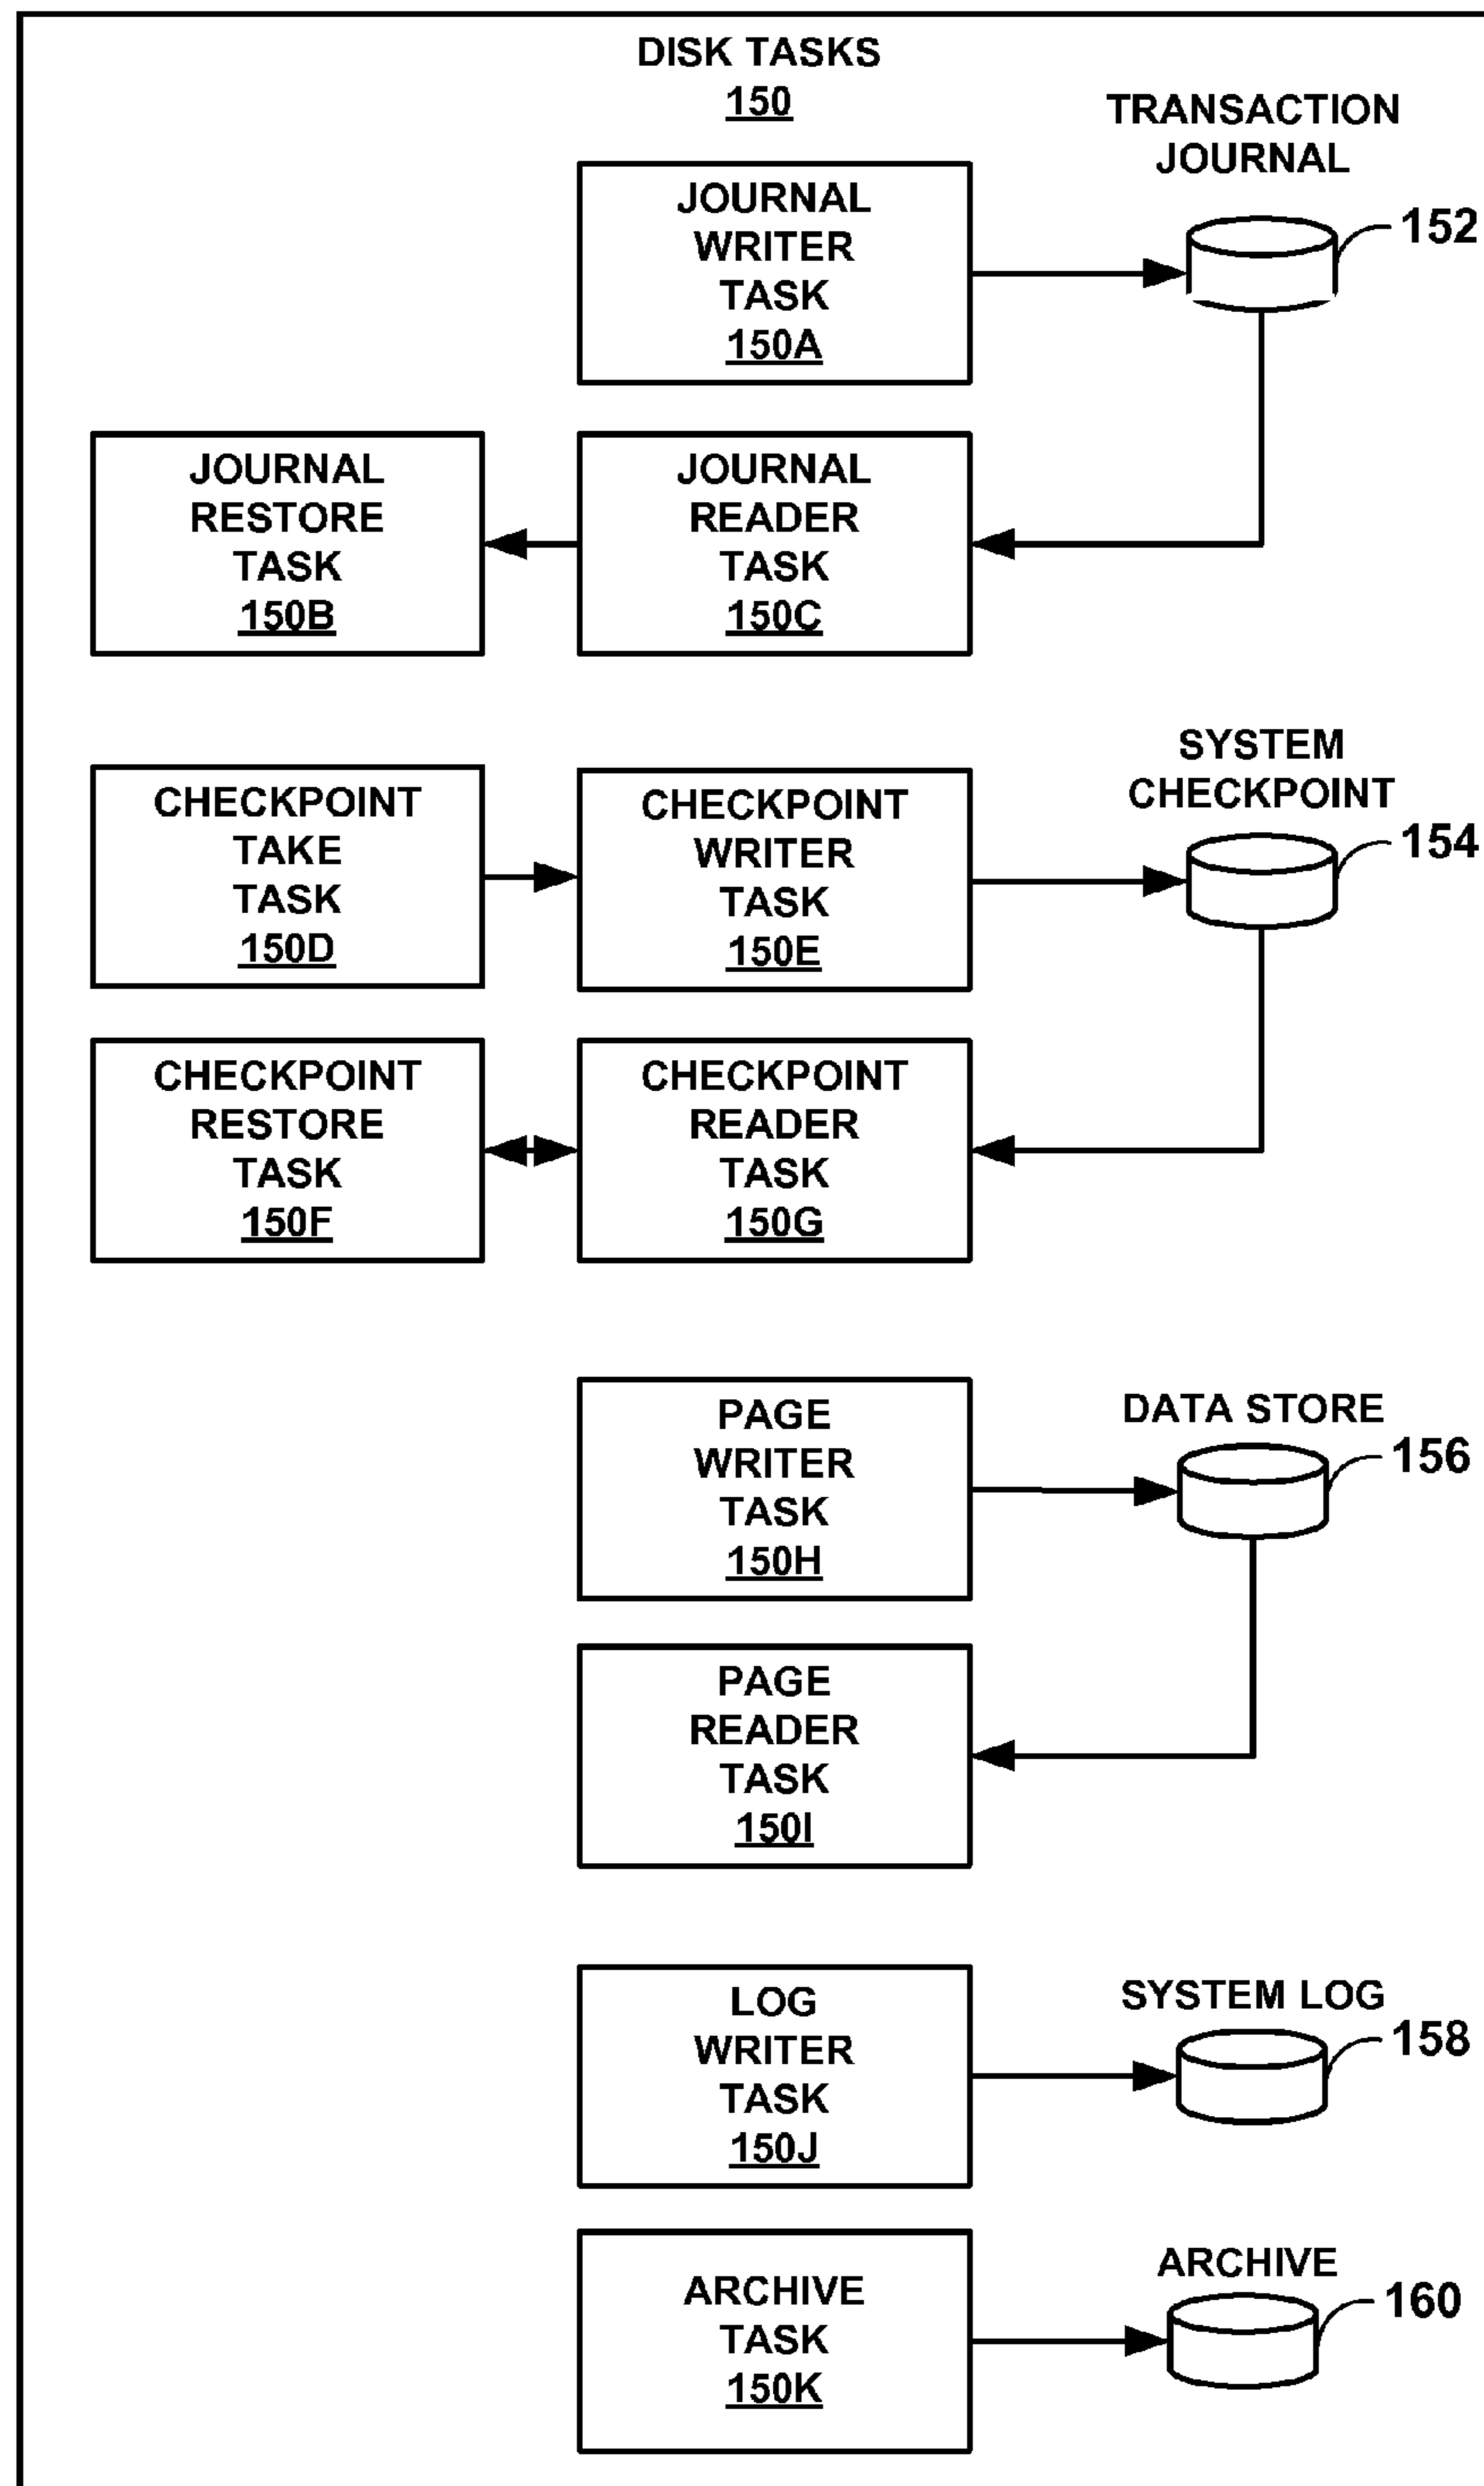 DISK TASKS
150
TRANSACTION
JOURNAL
152
JOURNAL
WRITER
TASK
150A
JOURNAL
RESTORE
TASK
150B
JOURNAL
READER
TASK
150C
SYSTEM
CHECKPOINT
154
CHECKPOINT
TAKE
TASK
150D
CHECKPOINT
WRITER
TASK
150E
CHECKPOINT
RESTORE
TASK
150F
CHECKPOINT
READER
TASK
150G
PAGE
WRITER
TASK
150H
DATA STORE
156
PAGE
READER
TASK
150I
LOG
WRITER
TASK
150J
SYSTEM LOG
158
ARCHIVE
TASK
150K
ARCHIVE
160